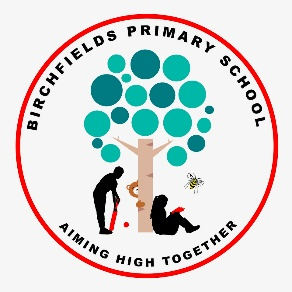 BIRCHFIELDS PRIMARY SCHOOL
AIMING HIGH TOGETHER